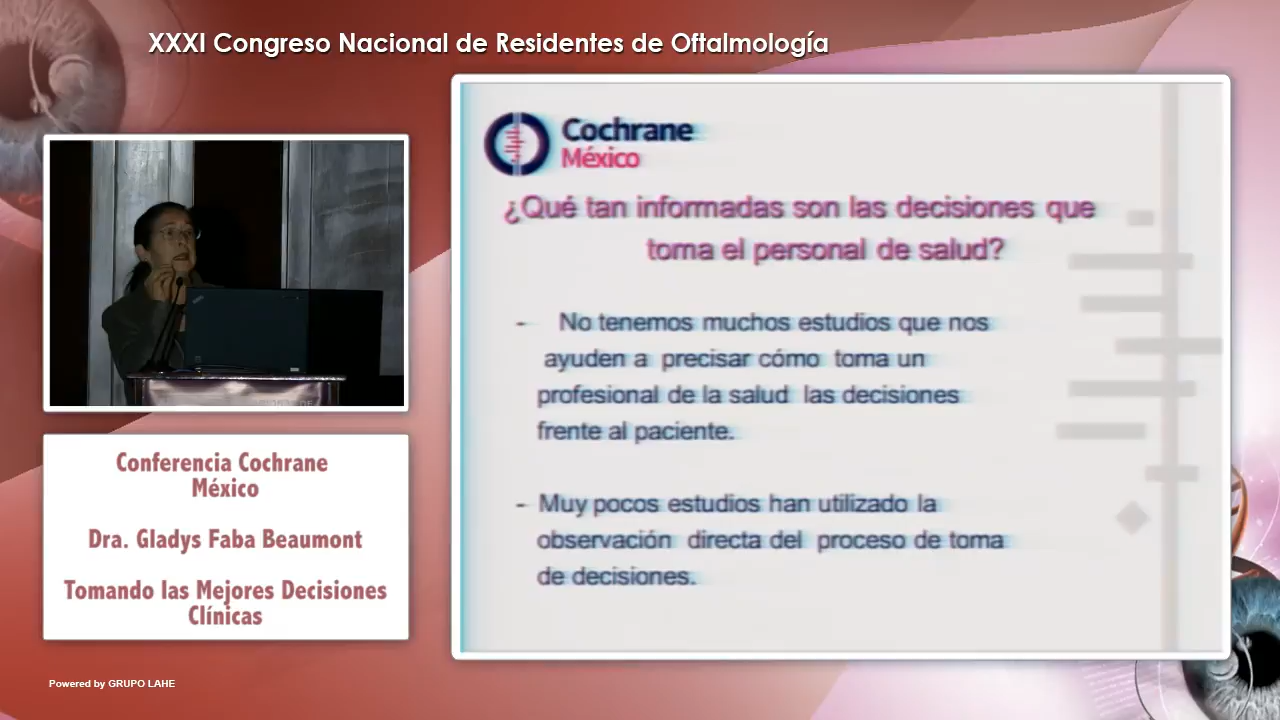 XXXI Congreso Nacional de Residentes de Oftalmología
Cochrane
México
¿Qué tan informadas son las decisiones que
toma el personal de salud?
- No tenemos muchos estudios que nos
ayuden a precisar cómo toma un
profesional de la salud las decisiones
frente al paciente.
- Muy pocos estudios han utilizado la
observación directa del proceso de toma
de decisiones.
Conferencia Cochrane
México
Dra. Gladys Faba Beaumont
Tomando las Mejores Decisiones
Clínicas
Powered by GRUPO LAHE